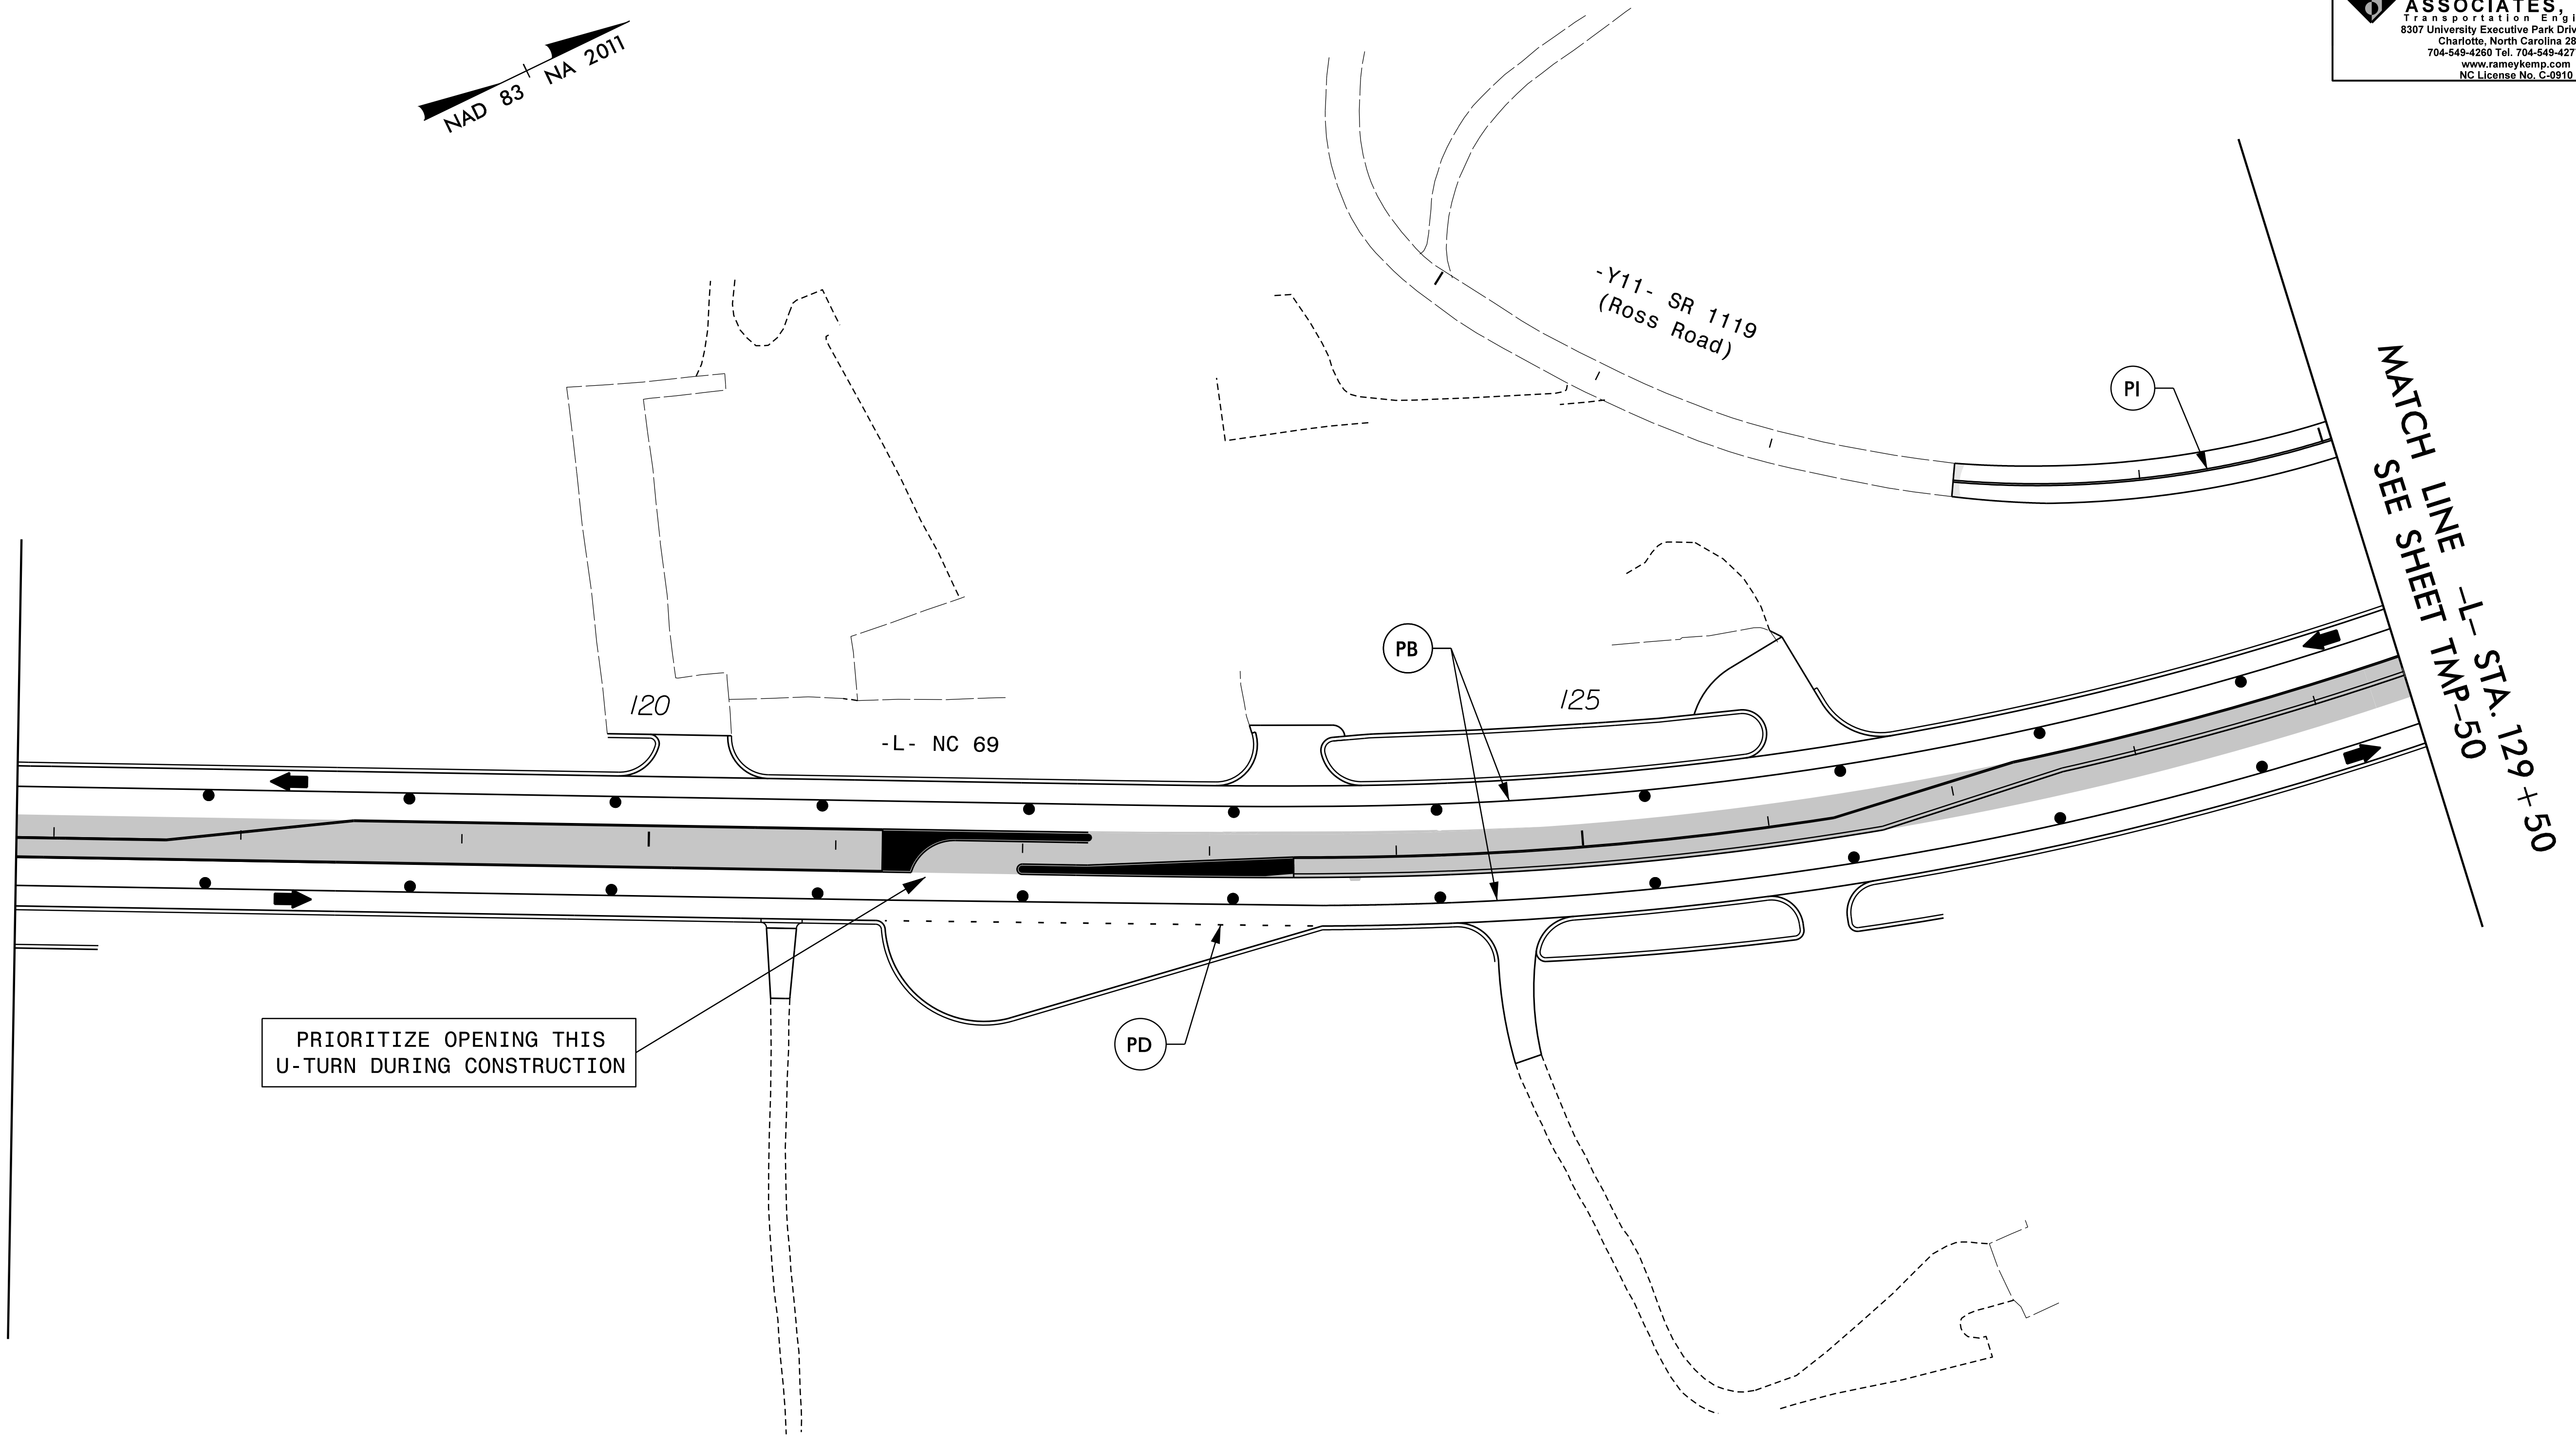 ASSOCIATES,
Transportation Engi
8307 University Executive Park Driv
Charlotte, North Carolina 28
704-549-4260 Tel. 704-549-427
www.rameykemp.com
NC License No. C-0910
NAD 83 NA 2011
-Y11- SR 1119
(Ross Road)
PI
MATCH LINE -L- STA. 129+50
SEE SHEET TMP-50
PB
120
125
-L- NC 69
PRIORITIZE OPENING THIS
U-TURN DURING CONSTRUCTION
PD